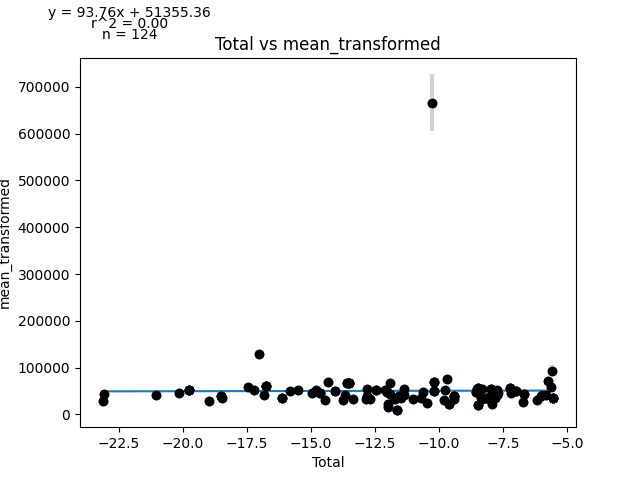 y = 93.76x + 51355.36
r^2 = 0.00
n = 124
Total vs mean_transformed
700000
600000
500000
400000
300000
200000
100000
0
mean_transformed
−22.5 −20.0 −17.5 −15.0 −12.5 −10.0 −7.5 −5.0
Total